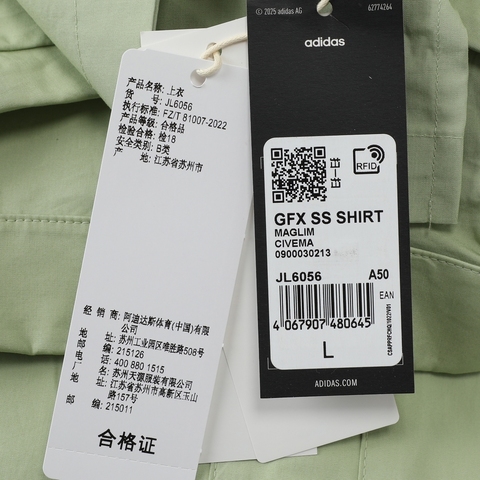 © 2025 adidas AG
62774264
adidas
RFID
GFX SS SHIRT
MAGLIM
CIVEMA
0900030213
JL6056
A50
EAN
4 067907 480645
L
ADIDAS.COM
产品名称: 上衣
货 号: JL6056
执行标准: FZ/T 81007-2022
产品等级: 合格品
检验合格: 检18
安全类别: B类
产 地: 江苏省苏州市
经 销 商: 阿迪达斯体育(中国)有限
公司
地 址: 苏州工业园区唯胜路508号
邮 编: 215126
电 话: 400 880 1515
厂 名: 苏州天源服装有限公司
地 址: 江苏省苏州市高新区玉山
路157号
邮 编: 215011
合格证